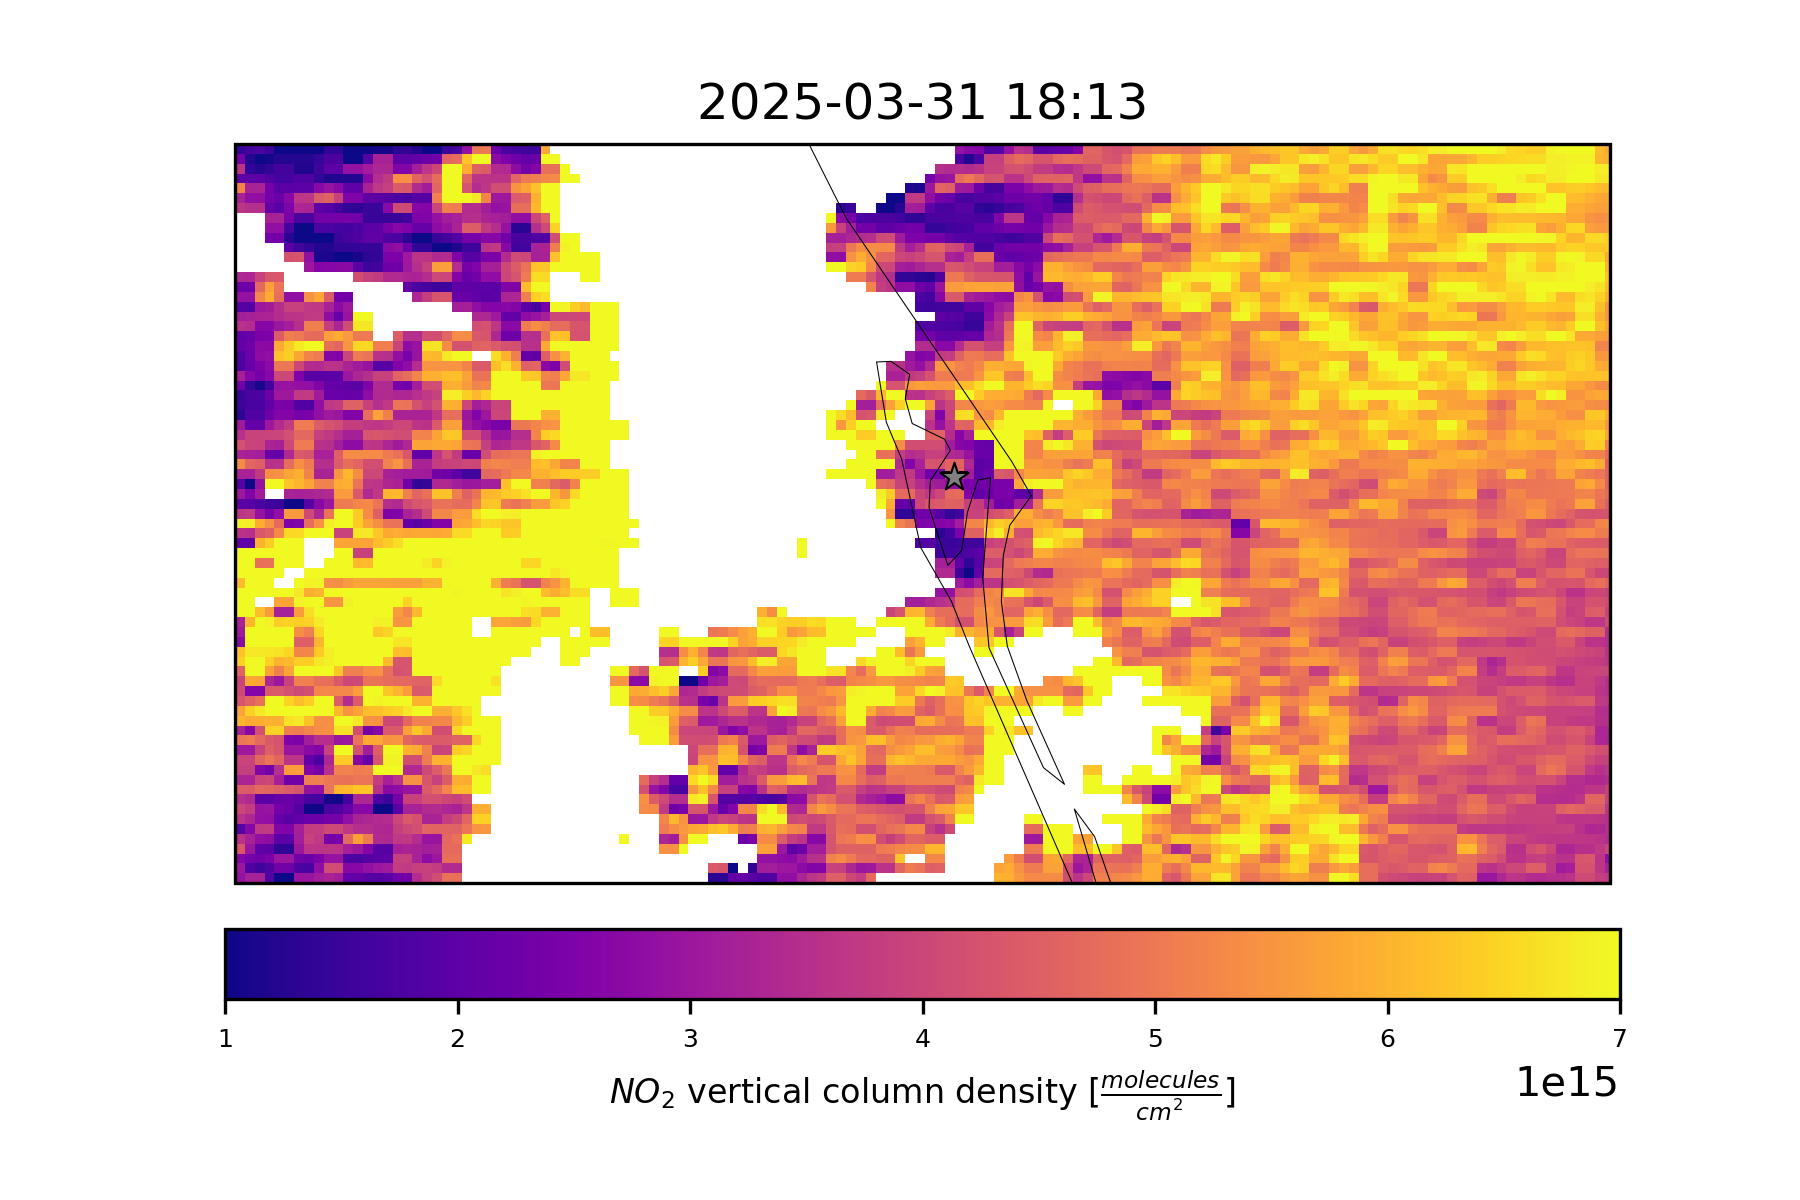 2025-03-31 18:13
1 2 3 4 5 6 7
NO₂ vertical column density [molecules/cm²]
1e15